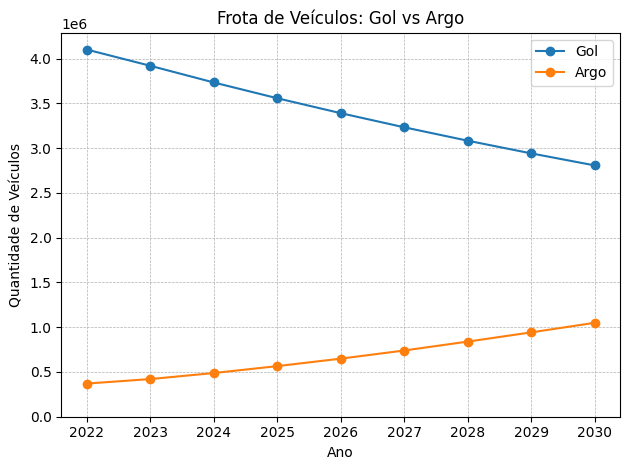 Frota de Veículos: Gol vs Argo
1e6
Gol
Argo
4.0
3.5
3.0
2.5
2.0
1.5
1.0
0.5
0.0
Quantidade de Veículos
2022 2023 2024 2025 2026 2027 2028 2029 2030
Ano